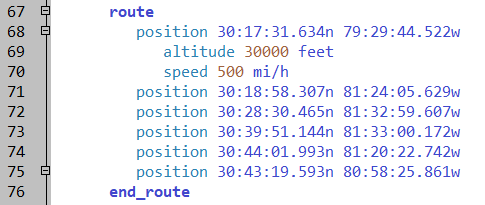 67 route
68 position 30:17:31.634n 79:29:44.522w
69 altitude 30000 feet
70 speed 500 mi/h
71 position 30:18:58.307n 81:24:05.629w
72 position 30:28:30.465n 81:32:59.607w
73 position 30:39:51.144n 81:33:00.172w
74 position 30:44:01.993n 81:20:22.742w
75 position 30:43:19.593n 80:58:25.861w
76 end_route